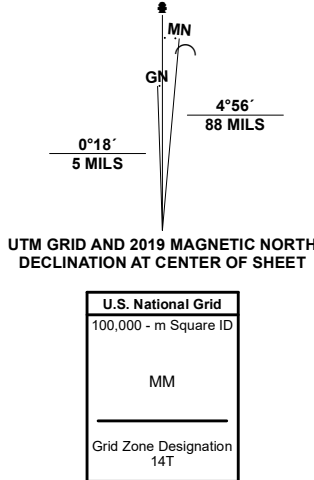 MN
GN
4°56´
88 MILS
0°18´
5 MILS
UTM GRID AND 2019 MAGNETIC NORTH
DECLINATION AT CENTER OF SHEET
U.S. National Grid
100,000 - m Square ID
MM
Grid Zone Designation
14T